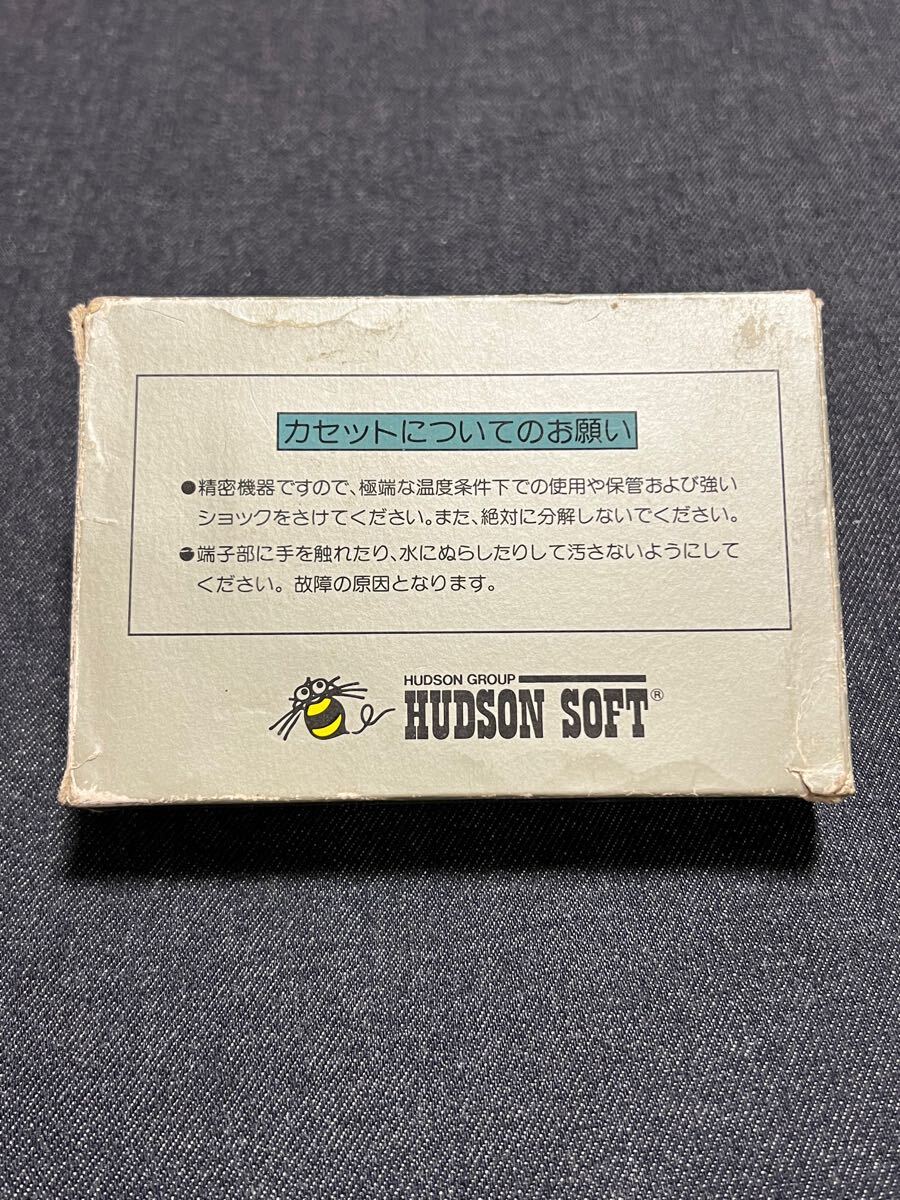 カセットについてのお願い
●精密機器ですので、極端な温度条件下での使用や保管および強い
ショックをさけてください。また、絶対に分解しないでください。
●端子部に手を触れたり、水にぬらしたりして汚さないようにして
ください。故障の原因となります。
HUDSON GROUP
HUDSON SOFT®